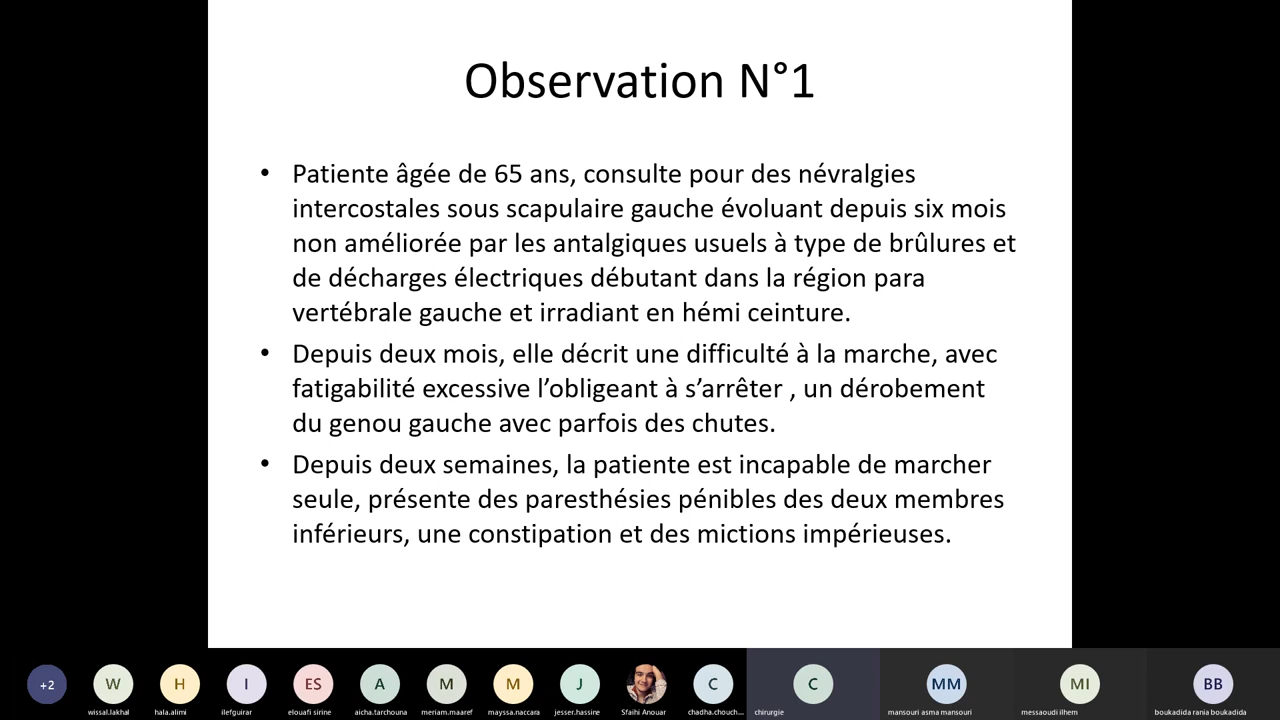 Observation N°1
• Patiente âgée de 65 ans, consulte pour des névralgies
intercostales sous scapulaire gauche évoluant depuis six mois
non améliorée par les antalgiques usuels à type de brûlures et
de décharges électriques débutant dans la région para
vertébrale gauche et irradiant en hémi ceinture.
• Depuis deux mois, elle décrit une difficulté à la marche, avec
fatigabilité excessive l’obligeant à s’arrêter , un dérobement
du genou gauche avec parfois des chutes.
• Depuis deux semaines, la patiente est incapable de marcher
seule, présente des paresthésies pénibles des deux membres
inférieurs, une constipation et des mictions impérieuses.
+2 W H I ES A M M J C C MM MI BB
wissal.lakhal hala.alimi ilefguirar elouafi sirine aicha.tarchouna meriam.maaref mayssa.naccara jesser.hassine Sfaihi Anouar chadha.chouch... chirurgie mansouri asma mansouri messaoudi ilhem boukadida rania boukadida